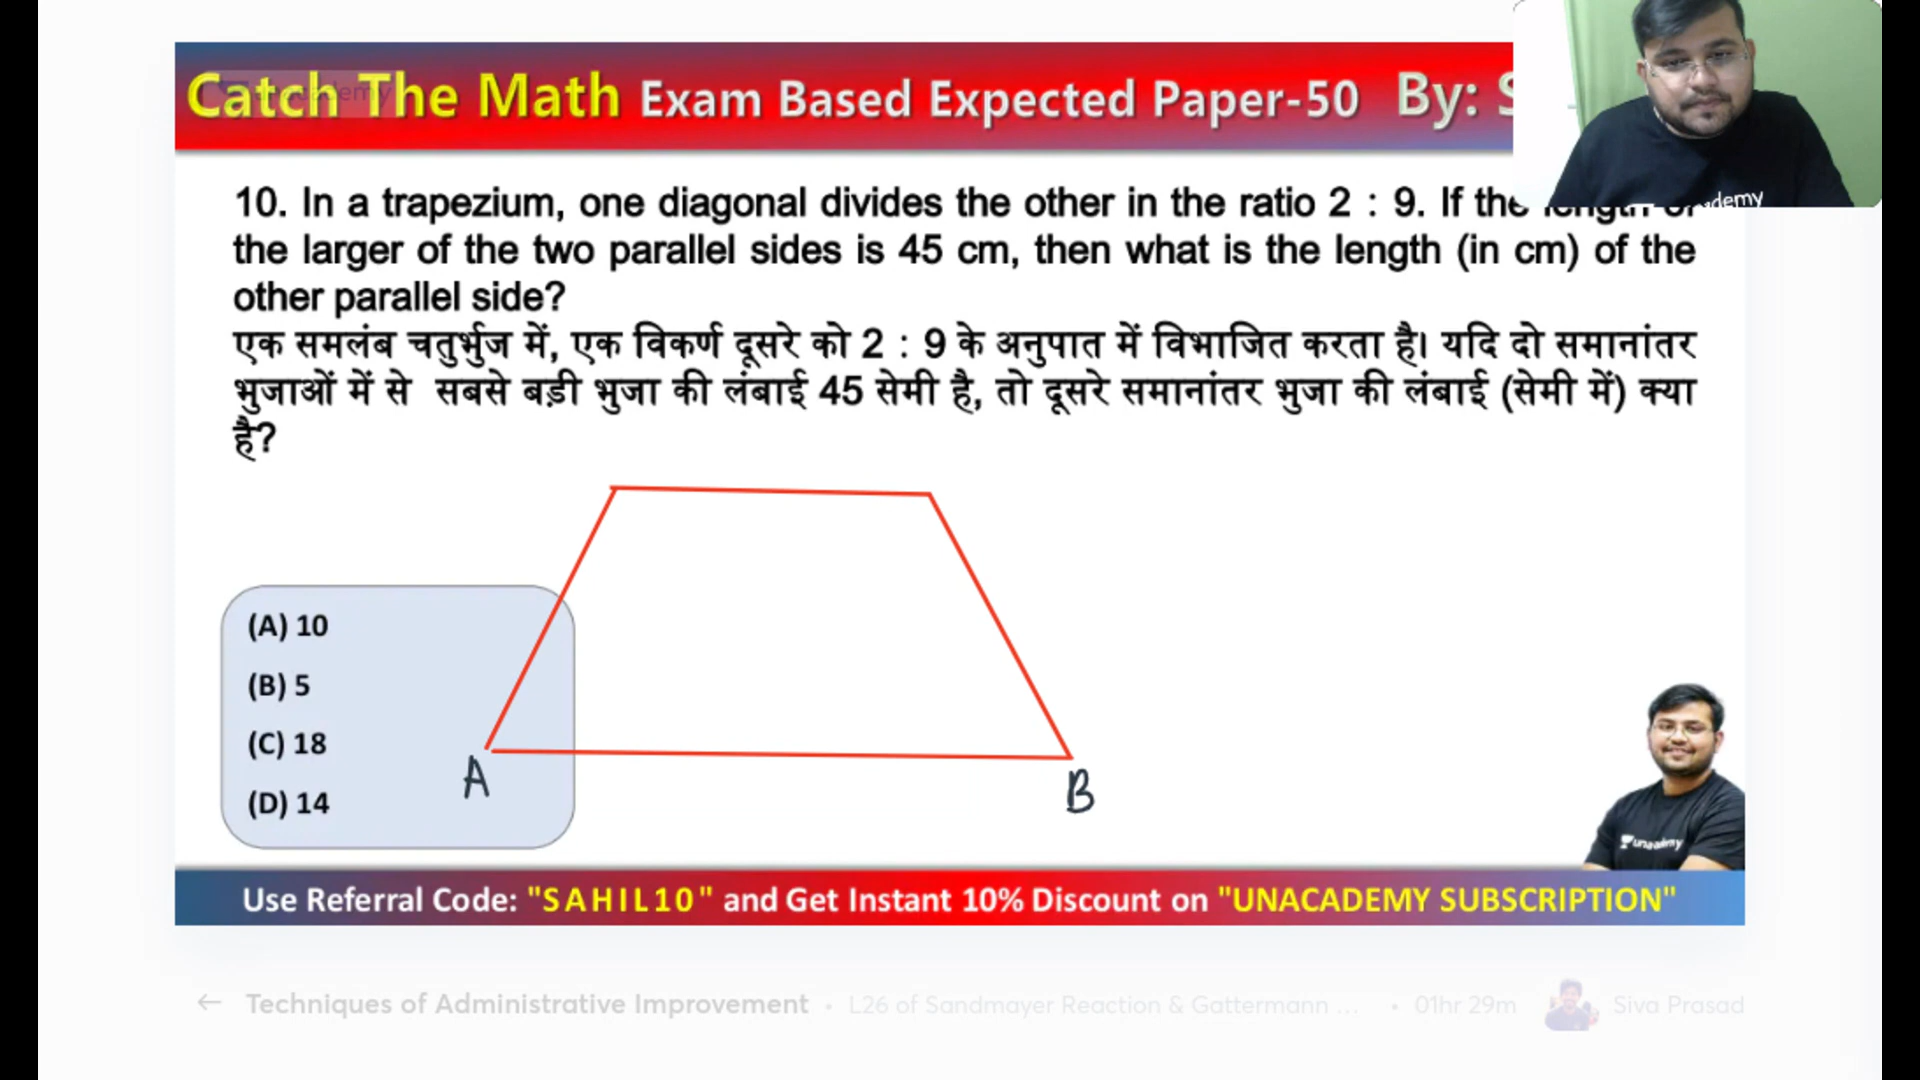 Catch The Math Exam Based Expected Paper-50 By: S
10. In a trapezium, one diagonal divides the other in the ratio 2 : 9. If the length of
the larger of the two parallel sides is 45 cm, then what is the length (in cm) of the
other parallel side?
एक समलंब चतुर्भुज में, एक विकर्ण दूसरे को 2 : 9 के अनुपात में विभाजित करता है। यदि दो समानांतर
भुजाओं में से सबसे बड़ी भुजा की लंबाई 45 सेमी है, तो दूसरे समानांतर भुजा की लंबाई (सेमी में) क्या
है?
(A) 10
(B) 5
(C) 18
(D) 14
A
B
unacademy
Use Referral Code: "SAHIL10" and Get Instant 10% Discount on "UNACADEMY SUBSCRIPTION"
← Techniques of Administrative Improvement • L26 of Sandmayer Reaction & Gattermann ... • 01hr 29m Siva Prasad